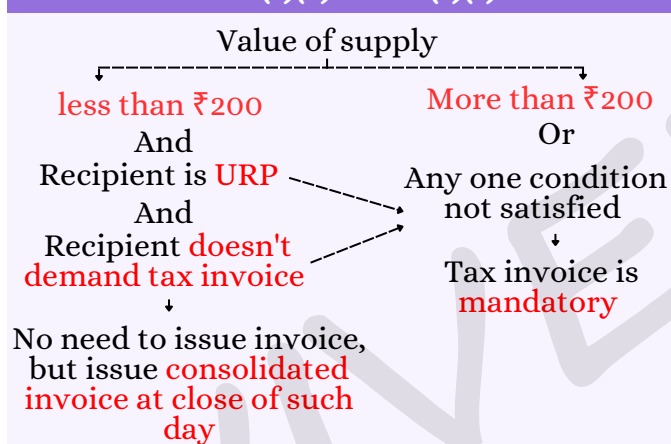 Value of supply
less than ₹200
And
Recipient is URP
And
Recipient doesn't
demand tax invoice
No need to issue invoice,
but issue consolidated
invoice at close of such
day
More than ₹200
Or
Any one condition
not satisfied
Tax invoice is
mandatory